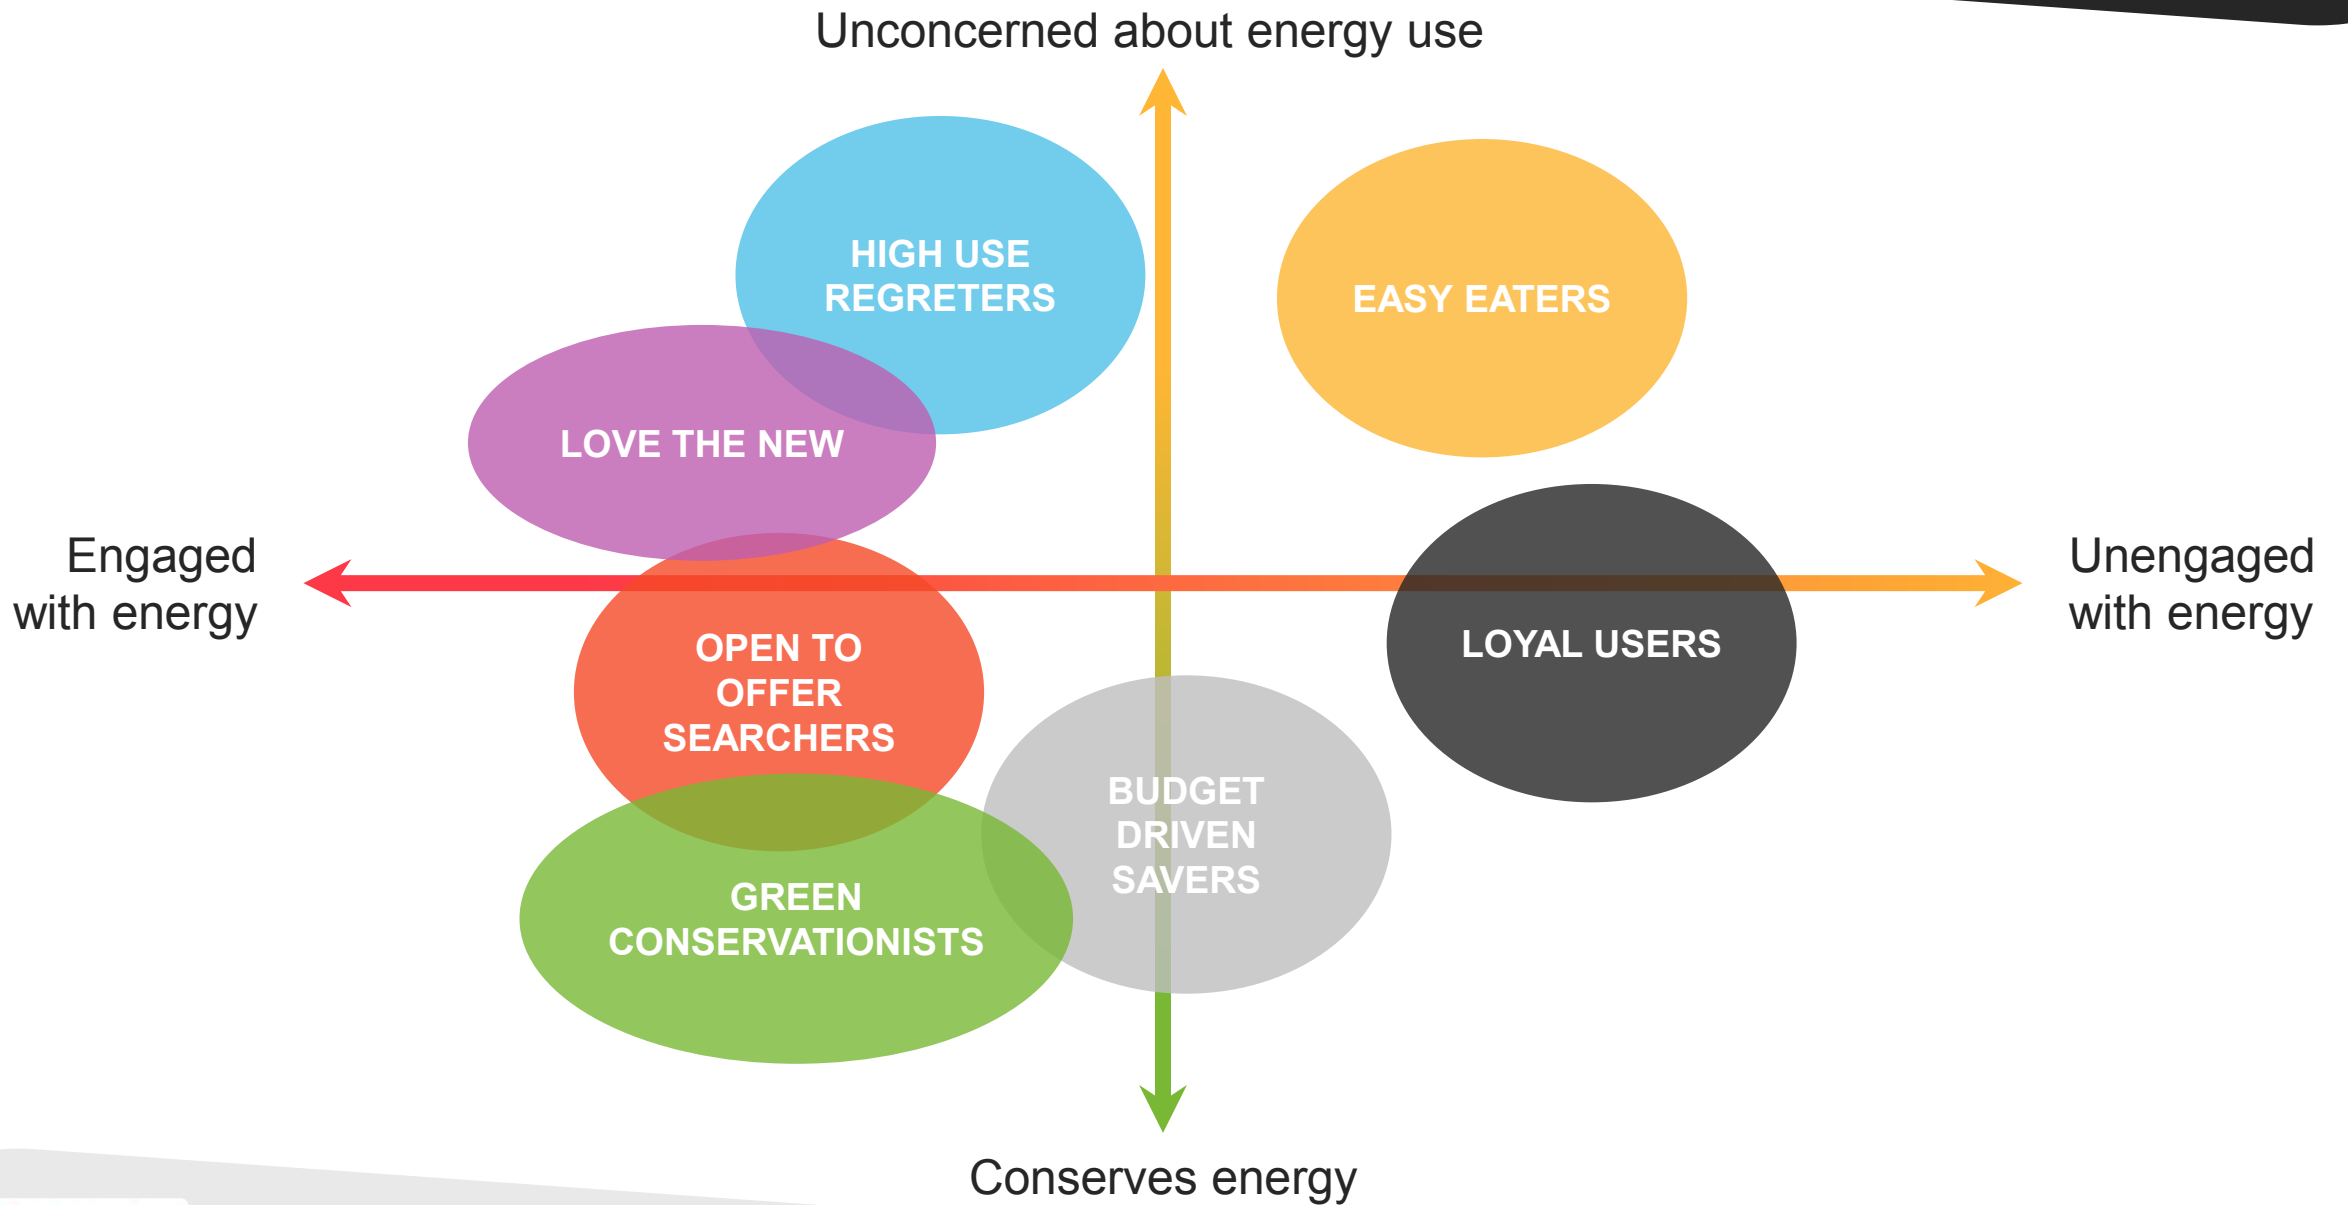 Unconcerned about energy use
HIGH USE
REGRETERS
EASY EATERS
LOVE THE NEW
Engaged
with energy
Unengaged
with energy
OPEN TO
OFFER
SEARCHERS
LOYAL USERS
BUDGET
DRIVEN
SAVERS
GREEN
CONSERVATIONISTS
Conserves energy